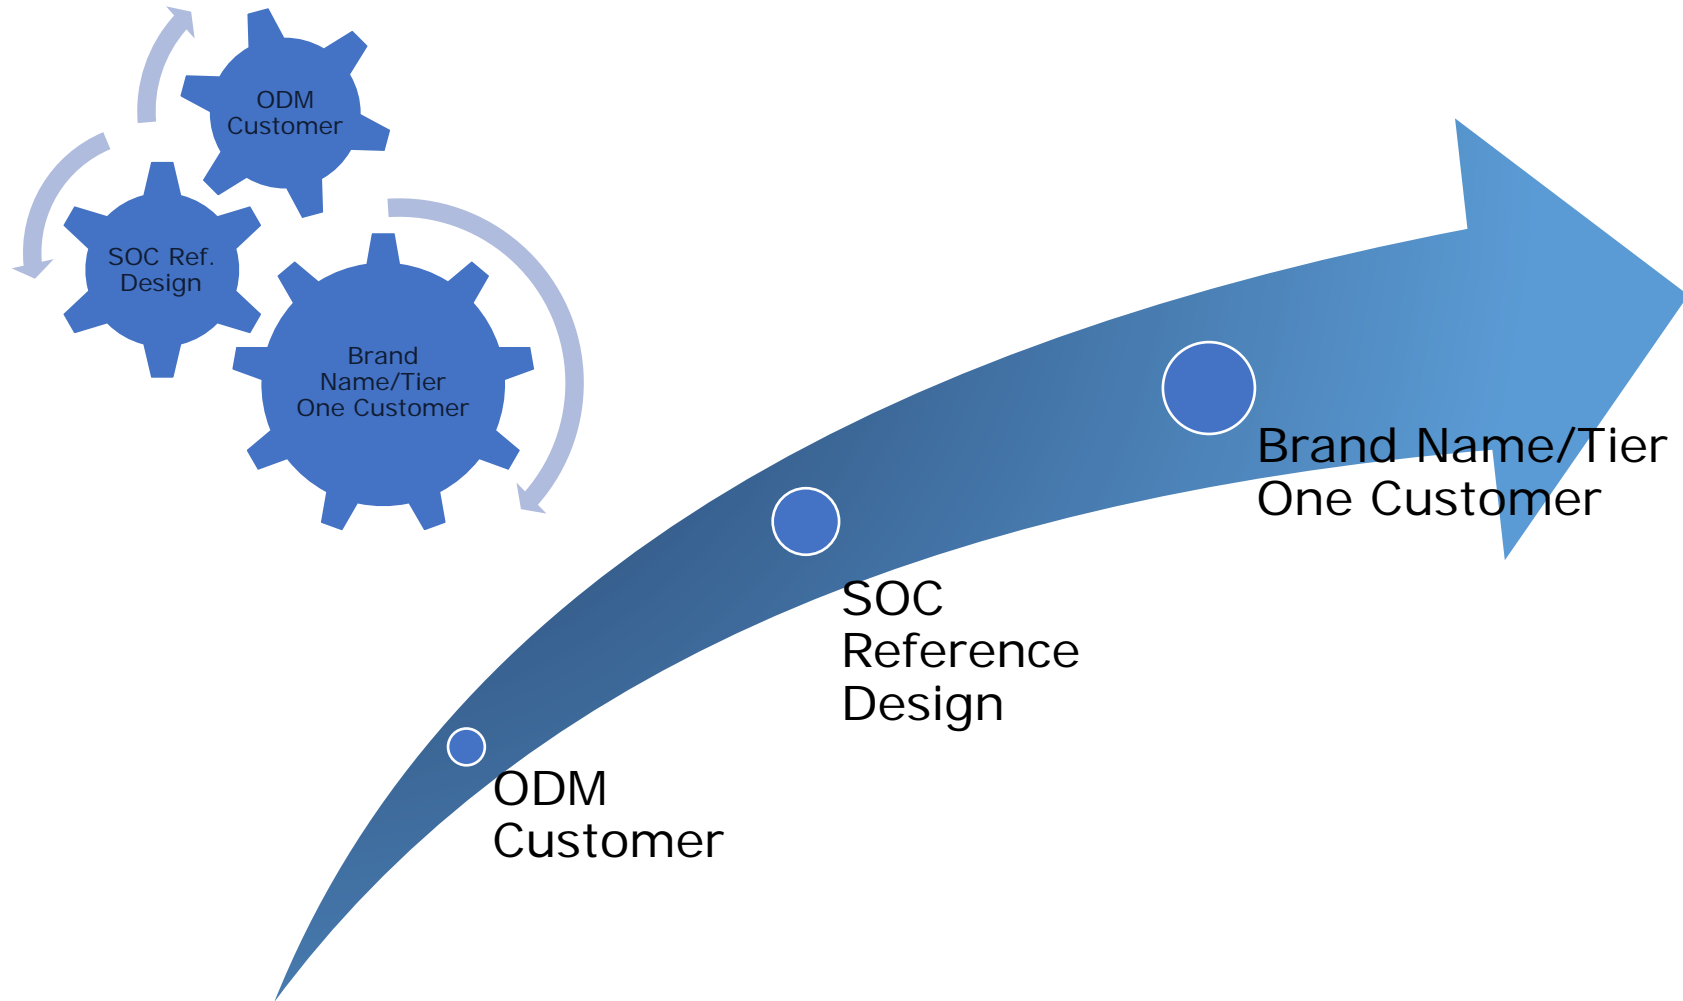 ODM
Customer
SOC Ref.
Design
Brand
Name/Tier
One Customer
Brand Name/Tier
One Customer
SOC
Reference
Design
ODM
Customer